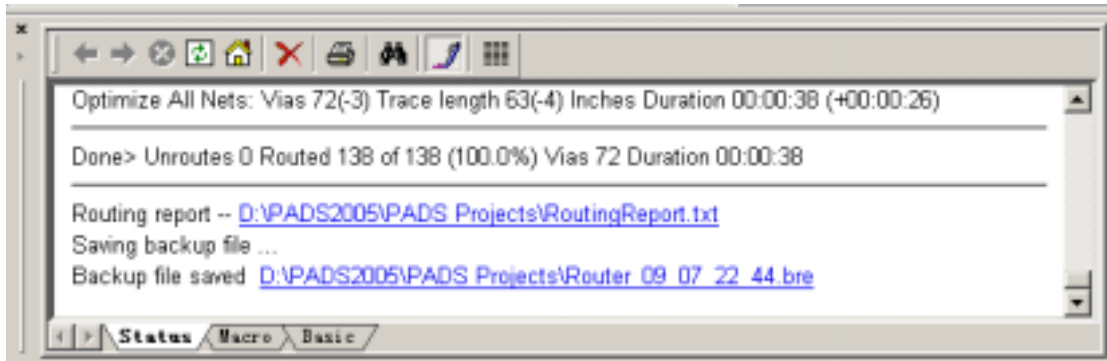 Optimize All Nets: Vias 72(-3) Trace length 63(-4) Inches Duration 00:00:38 (+00:00:26)
Done> Unroutes 0 Routed 138 of 138 (100.0%) Vias 72 Duration 00:00:38
Routing report -- D:\PADS2005\PADS Projects\RoutingReport.txt
Saving backup file ...
Backup file saved D:\PADS2005\PADS Projects\Router_09_07_22_44.bre
Status Macro Basic